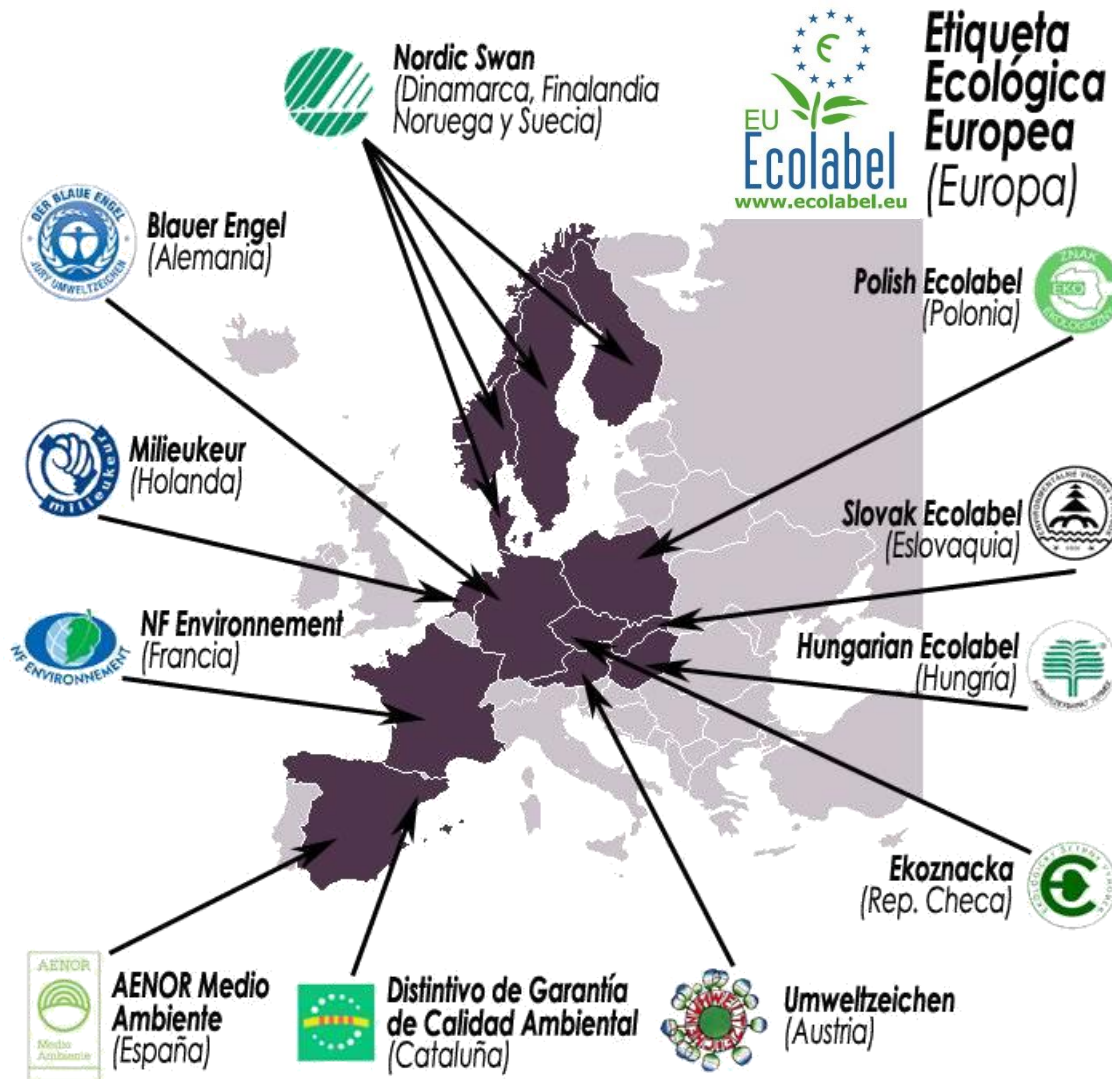 Nordic Swan
(Dinamarca, Finalandia
Noruega y Suecia)
EU
Ecolabel
www.ecolabel.eu
Etiqueta
Ecológica
Europea
(Europa)
DER BLAUE ENGEL
JURY UMWELTZEICHEN
Blauer Engel
(Alemania)
Polish Ecolabel
(Polonia)
ZNAK
EKO
EKOLOGICZNY
milieukeur
Milieukeur
(Holanda)
Slovak Ecolabel
(Eslovaquia)
NF ENVIRONNEMENT
NF Environnement
(Francia)
Hungarian Ecolabel
(Hungría)
Ekoznacka
(Rep. Checa)
AENOR
Medio
Ambiente
AENOR Medio
Ambiente
(España)
Distintivo de Garantía
de Calidad Ambiental
(Cataluña)
Umweltzeichen
(Austria)